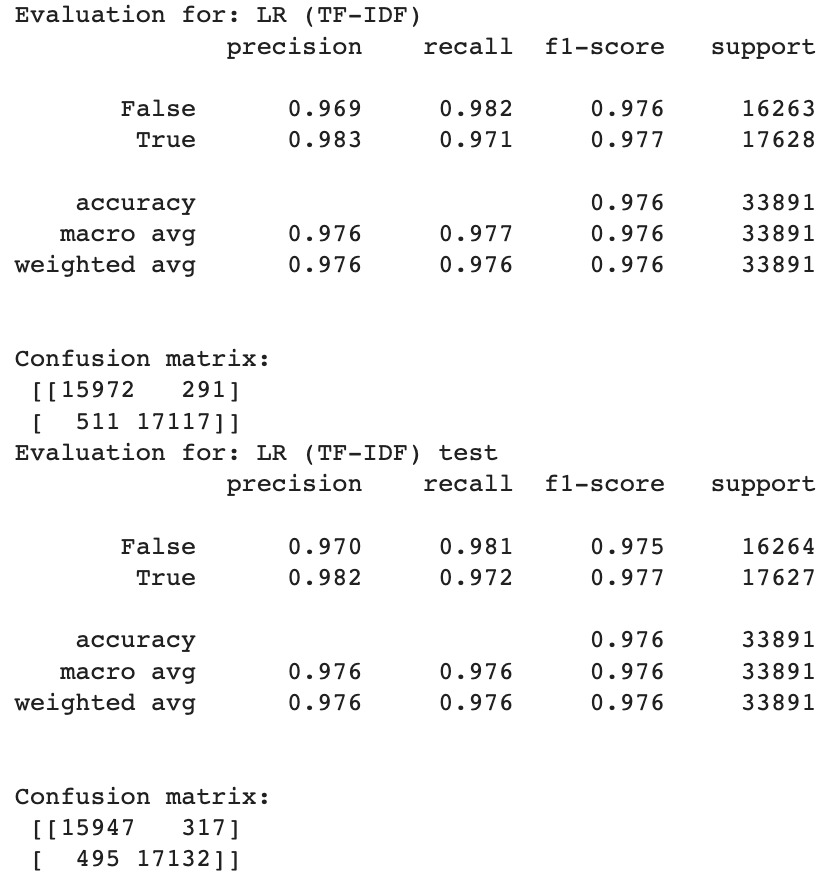 Evaluation for: LR (TF-IDF)
precision recall f1-score support
False 0.969 0.982 0.976 16263
True 0.983 0.971 0.977 17628
accuracy 0.976 33891
macro avg 0.976 0.977 0.976 33891
weighted avg 0.976 0.976 0.976 33891
Confusion matrix:
[[15972 291]
[ 511 17117]]
Evaluation for: LR (TF-IDF) test
precision recall f1-score support
False 0.970 0.981 0.975 16264
True 0.982 0.972 0.977 17627
accuracy 0.976 33891
macro avg 0.976 0.976 0.976 33891
weighted avg 0.976 0.976 0.976 33891
Confusion matrix:
[[15947 317]
[ 495 17132]]